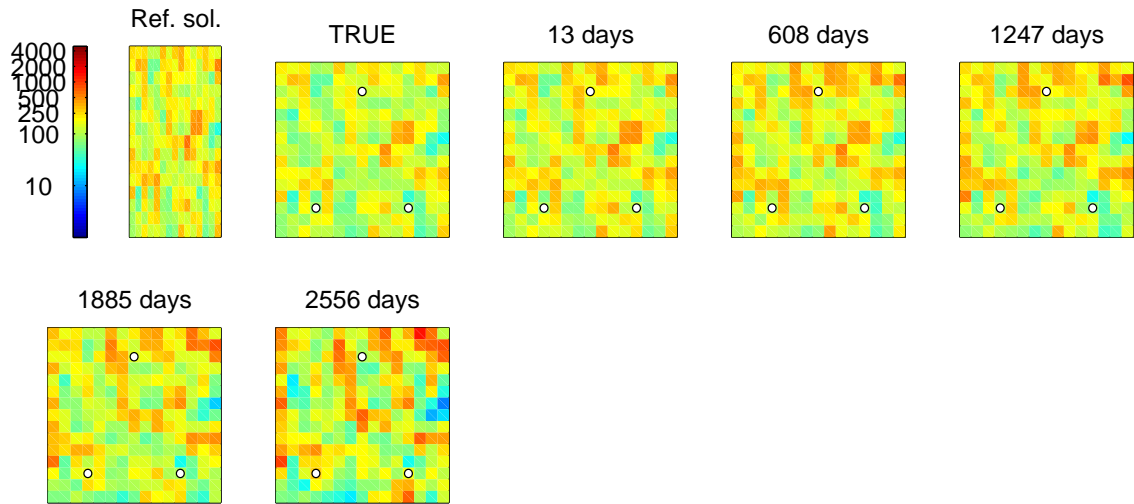 Ref. sol.
TRUE
13 days
608 days
1247 days
4000
2000
1000
500
250
100
10
1885 days
2556 days